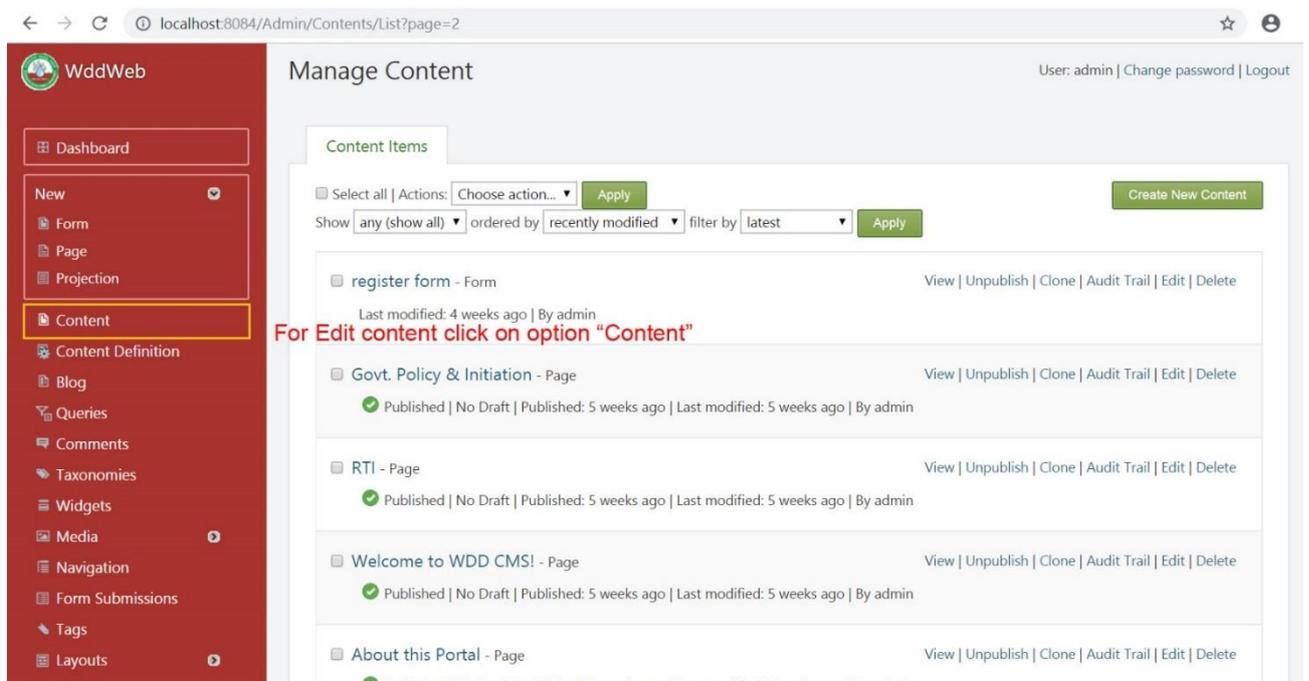 localhost:8084/Admin/Contents/List?page=2
WddWeb
Manage Content
User: admin | Change password | Logout
Dashboard
New
Form
Page
Projection
Content
Content Definition
Blog
Queries
Comments
Taxonomies
Widgets
Media
Navigation
Form Submissions
Tags
Layouts
Content Items
Select all | Actions: Choose action... Apply
Create New Content
Show any (show all) ordered by recently modified filter by latest Apply
register form - Form
View | Unpublish | Clone | Audit Trail | Edit | Delete
Last modified: 4 weeks ago | By admin
For Edit content click on option “Content”
Govt. Policy & Initiation - Page
View | Unpublish | Clone | Audit Trail | Edit | Delete
Published | No Draft | Published: 5 weeks ago | Last modified: 5 weeks ago | By admin
RTI - Page
View | Unpublish | Clone | Audit Trail | Edit | Delete
Published | No Draft | Published: 5 weeks ago | Last modified: 5 weeks ago | By admin
Welcome to WDD CMS! - Page
View | Unpublish | Clone | Audit Trail | Edit | Delete
Published | No Draft | Published: 5 weeks ago | Last modified: 5 weeks ago | By admin
About this Portal - Page
View | Unpublish | Clone | Audit Trail | Edit | Delete